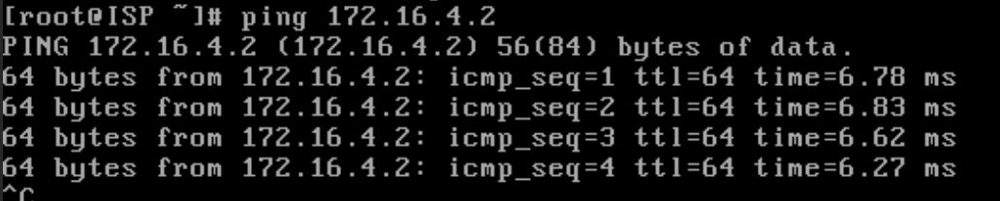 [root@ISP ~]# ping 172.16.4.2
PING 172.16.4.2 (172.16.4.2) 56(84) bytes of data.
64 bytes from 172.16.4.2: icmp_seq=1 ttl=64 time=6.78 ms
64 bytes from 172.16.4.2: icmp_seq=2 ttl=64 time=6.83 ms
64 bytes from 172.16.4.2: icmp_seq=3 ttl=64 time=6.62 ms
64 bytes from 172.16.4.2: icmp_seq=4 ttl=64 time=6.27 ms
^C